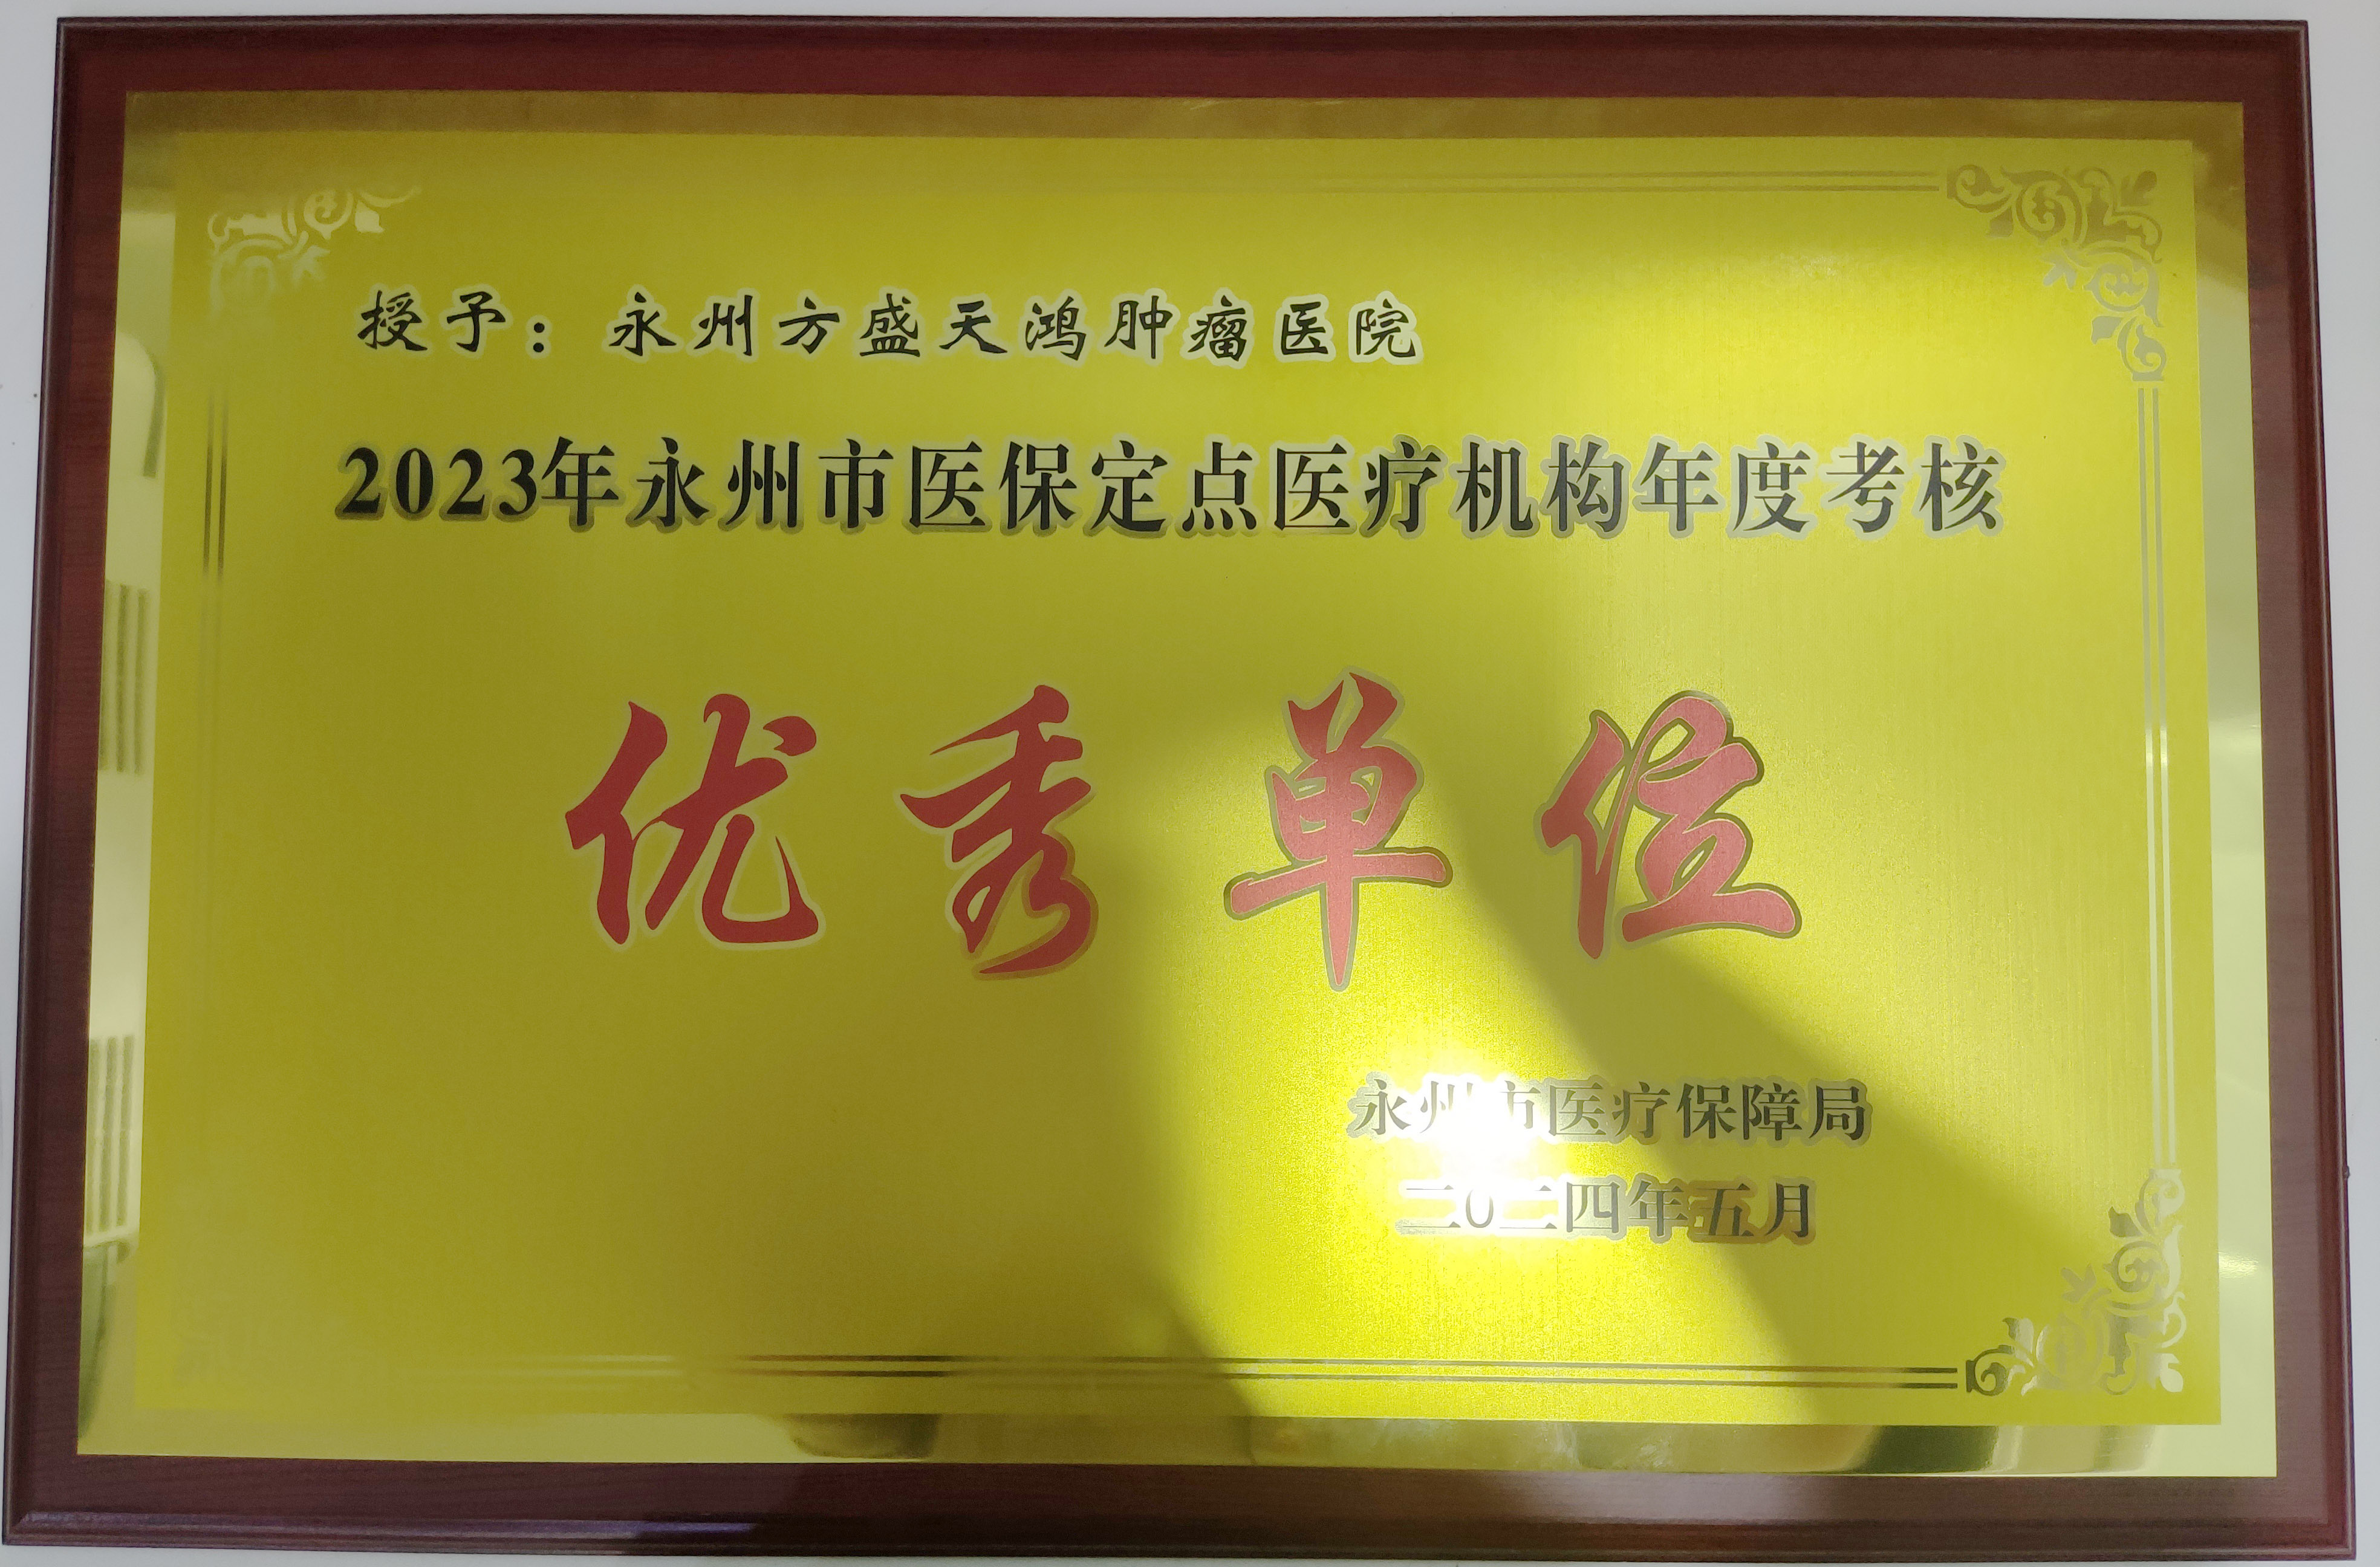 授予：永州方盛天鸿肿瘤医院
2023年永州市医保定点医疗机构年度考核
优秀单位
永州市医疗保障局
二0二四年五月